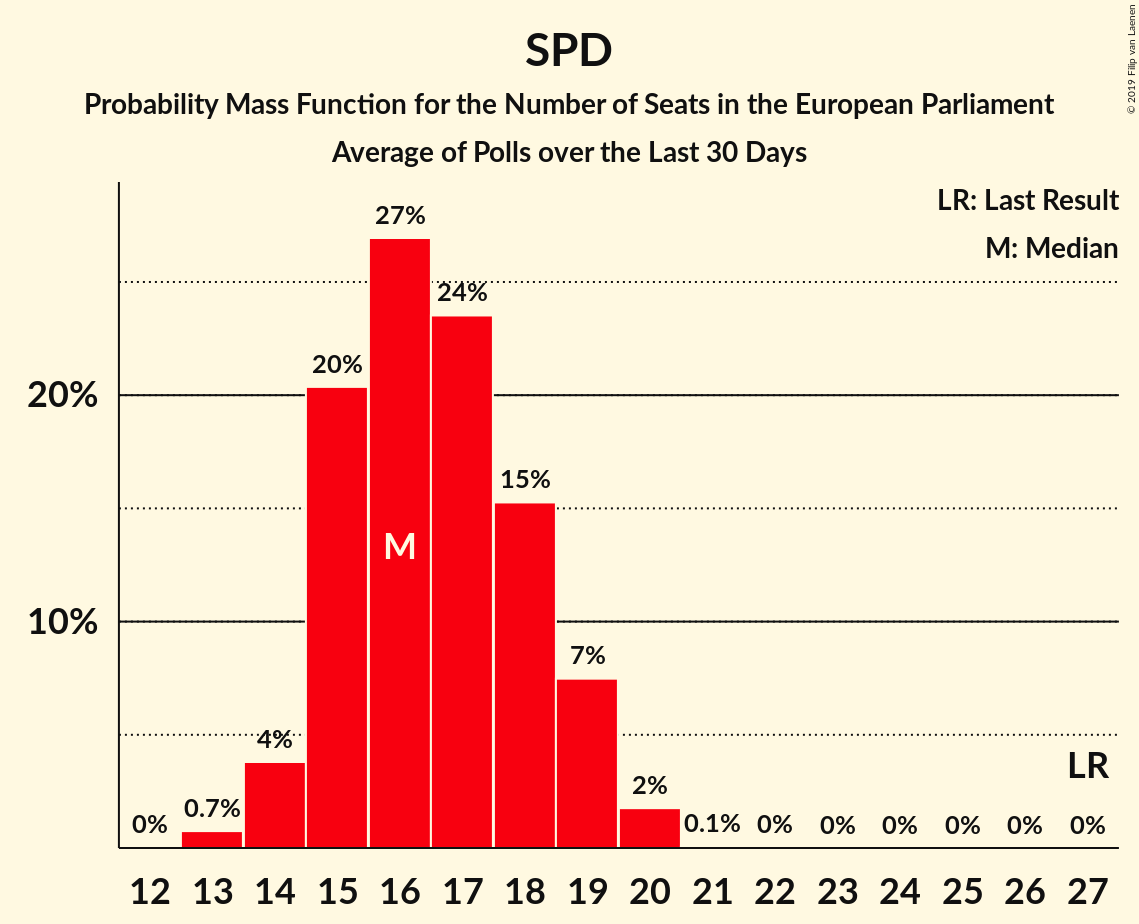 SPD
Probability Mass Function for the Number of Seats in the European Parliament
Average of Polls over the Last 30 Days
© 2019 Filip van Laenen
LR: Last Result
M: Median
27%
24%
20%
20%
15%
M
10%
7%
4%
LR
2%
0% 0.7% 0.1% 0% 0% 0% 0% 0% 0%
12 13 14 15 16 17 18 19 20 21 22 23 24 25 26 27